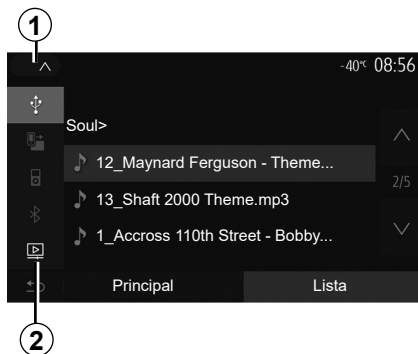 1
-40°C 08:56
Soul>
12_Maynard Ferguson - Theme...
13_Shaft 2000 Theme.mp3
2/5
1_Accross 110th Street - Bobby...
Principal Lista
2